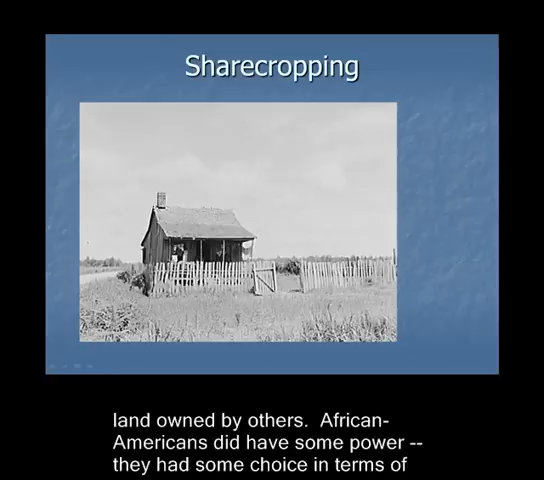 Sharecropping
land owned by others.  African-
Americans did have some power --
they had some choice in terms of